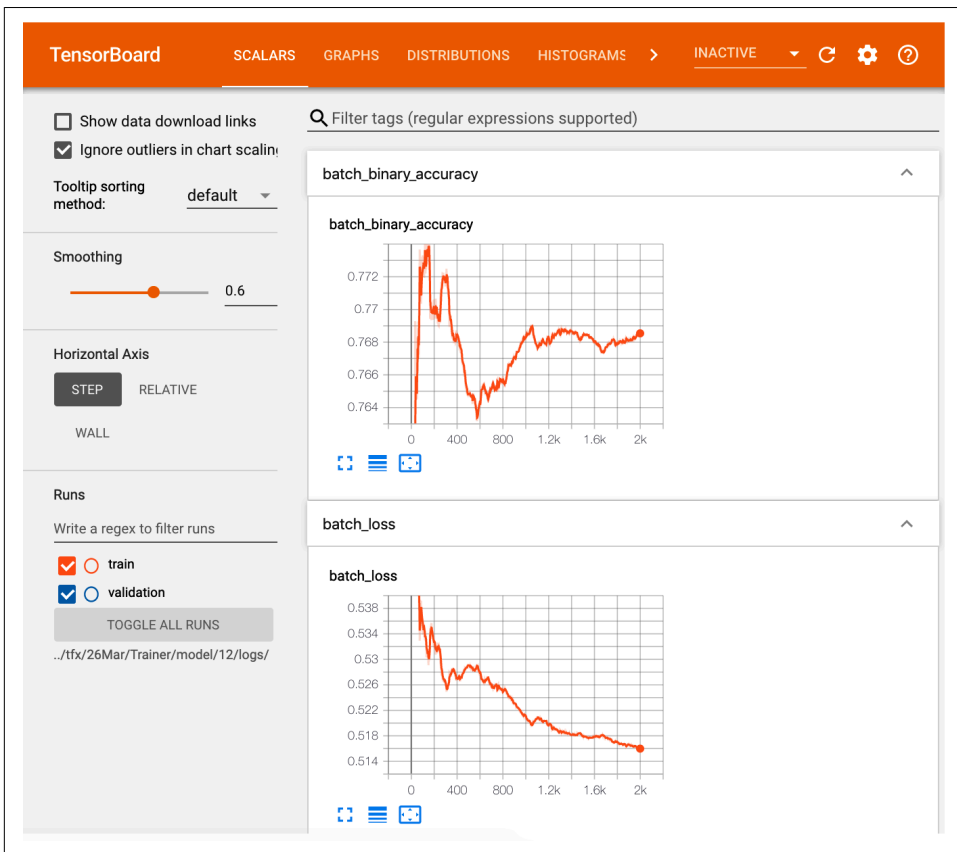 TensorBoard SCALARS GRAPHS DISTRIBUTIONS HISTOGRAMS INACTIVE
Show data download links
Ignore outliers in chart scaling
Tooltip sorting
method: default
Smoothing
0.6
Horizontal Axis
STEP RELATIVE
WALL
Runs
Write a regex to filter runs
train
validation
TOGGLE ALL RUNS
../tfx/26Mar/Trainer/model/12/logs/
Filter tags (regular expressions supported)
batch_binary_accuracy
batch_binary_accuracy
0.772
0.77
0.768
0.766
0.764
0 400 800 1.2k 1.6k 2k
batch_loss
batch_loss
0.538
0.534
0.53
0.526
0.522
0.518
0.514
0 400 800 1.2k 1.6k 2k